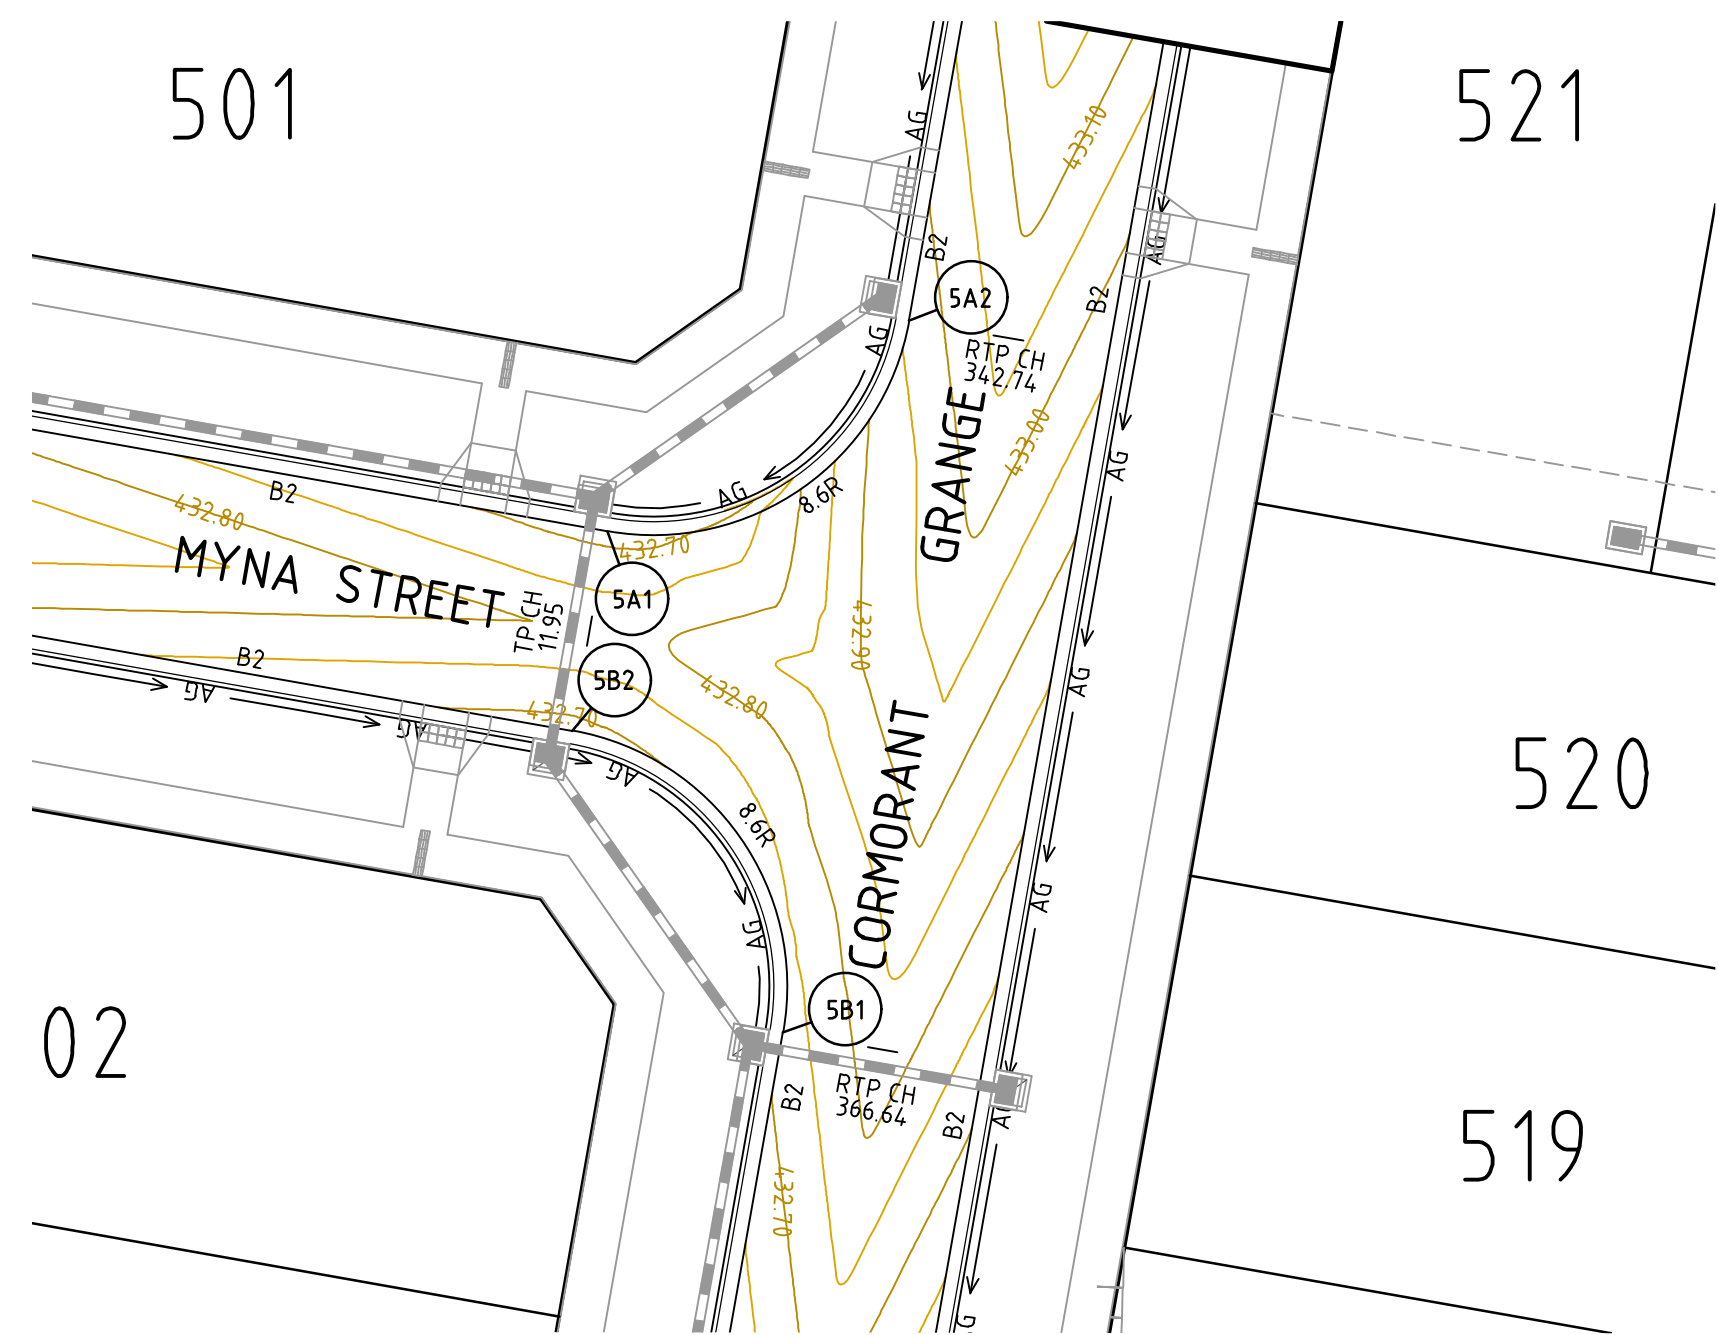 501
521
AG
433.10
B2
AG
5A2
B2
AG
RTP CH
342.74
GRANGE
433.00
AG
B2
432.80
AG
8.6R
MYNA STREET
432.70
5A1
TP CH
11.95
432.90
B2
5B2
AG
432.80
AG
432.70
AG
AG
CORMORANT
520
8.6R
AG
AG
5B1
02
B2
RTP CH
366.64
B2
AG
519
432.70
AG